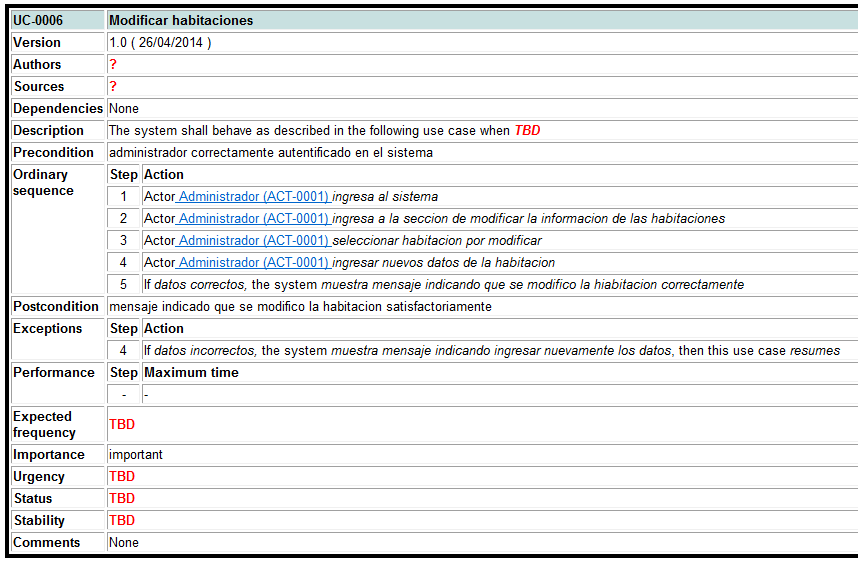 UC-0006 Modificar habitaciones
Version 1.0 ( 26/04/2014 )
Authors ?
Sources ?
Dependencies None
Description The system shall behave as described in the following use case when TBD
Precondition administrador correctamente autentificado en el sistema
Ordinary sequence Step Action
1 Actor Administrador (ACT-0001) ingresa al sistema
2 Actor Administrador (ACT-0001) ingresa a la seccion de modificar la informacion de las habitaciones
3 Actor Administrador (ACT-0001) seleccionar habitacion por modificar
4 Actor Administrador (ACT-0001) ingresar nuevos datos de la habitacion
5 If datos correctos, the system muestra mensaje indicando que se modifico la hiabitacion correctamente
Postcondition mensaje indicado que se modifico la habitacion satisfactoriamente
Exceptions Step Action
4 If datos incorrectos, the system muestra mensaje indicando ingresar nuevamente los datos, then this use case resumes
Performance Step Maximum time
- -
Expected frequency TBD
Importance important
Urgency TBD
Status TBD
Stability TBD
Comments None